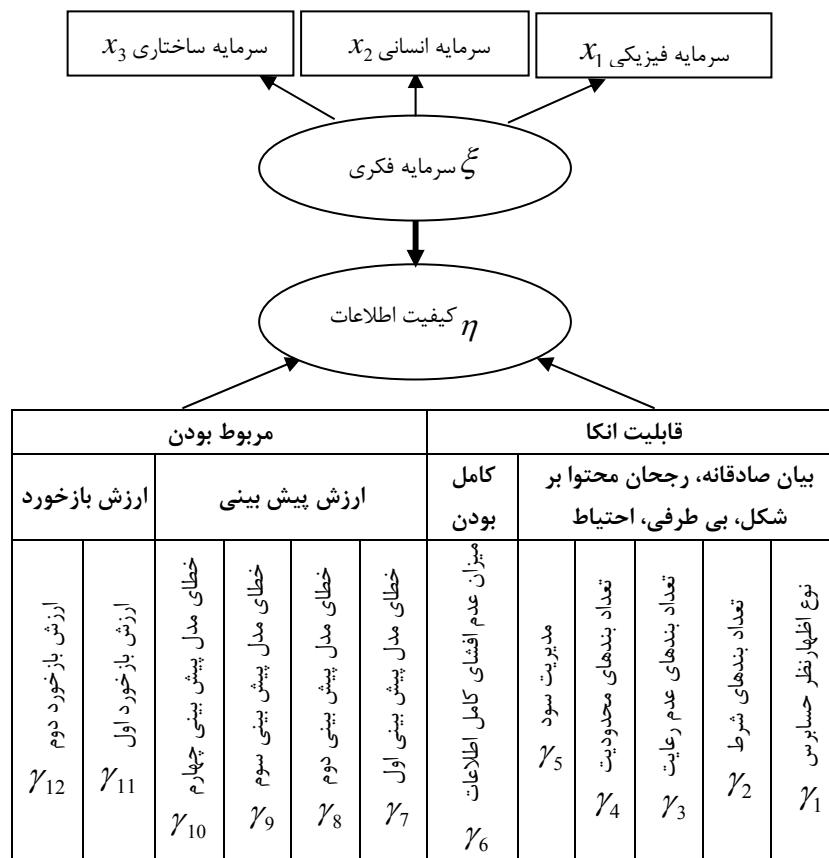 سرمایه فیزیکی x₁
سرمایه انسانی x₂
سرمایه ساختاری x₃
ξ سرمایه فکری
η کیفیت اطلاعات
قابلیت اتکا
مربوط بودن
بیان صادقانه، رجحان محتوا بر
شکل، بی طرفی، احتیاط
کامل
بودن
ارزش پیش بینی
ارزش بازخورد
نوع اظهارنظر حسابرس γ₁
تعداد بندهای شرط γ₂
تعداد بندهای عدم رعایت γ₃
تعداد بندهای محدودیت γ₄
مدیریت سود γ₅
میزان عدم افشای کامل اطلاعات γ₆
خطای مدل پیش بینی اول γ₇
خطای مدل پیش بینی دوم γ₈
خطای مدل پیش بینی سوم γ₉
خطای مدل پیش بینی چهارم γ₁₀
ارزش بازخورد اول γ₁₁
ارزش بازخورد دوم γ₁₂